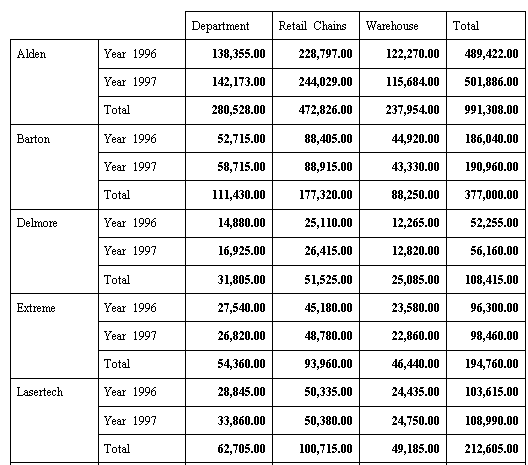 Department Retail Chains Warehouse Total
Alden Year 1996 138,355.00 228,797.00 122,270.00 489,422.00
Year 1997 142,173.00 244,029.00 115,684.00 501,886.00
Total 280,528.00 472,826.00 237,954.00 991,308.00
Barton Year 1996 52,715.00 88,405.00 44,920.00 186,040.00
Year 1997 58,715.00 88,915.00 43,330.00 190,960.00
Total 111,430.00 177,320.00 88,250.00 377,000.00
Delmore Year 1996 14,880.00 25,110.00 12,265.00 52,255.00
Year 1997 16,925.00 26,415.00 12,820.00 56,160.00
Total 31,805.00 51,525.00 25,085.00 108,415.00
Extreme Year 1996 27,540.00 45,180.00 23,580.00 96,300.00
Year 1997 26,820.00 48,780.00 22,860.00 98,460.00
Total 54,360.00 93,960.00 46,440.00 194,760.00
Lasertech Year 1996 28,845.00 50,335.00 24,435.00 103,615.00
Year 1997 33,860.00 50,380.00 24,750.00 108,990.00
Total 62,705.00 100,715.00 49,185.00 212,605.00